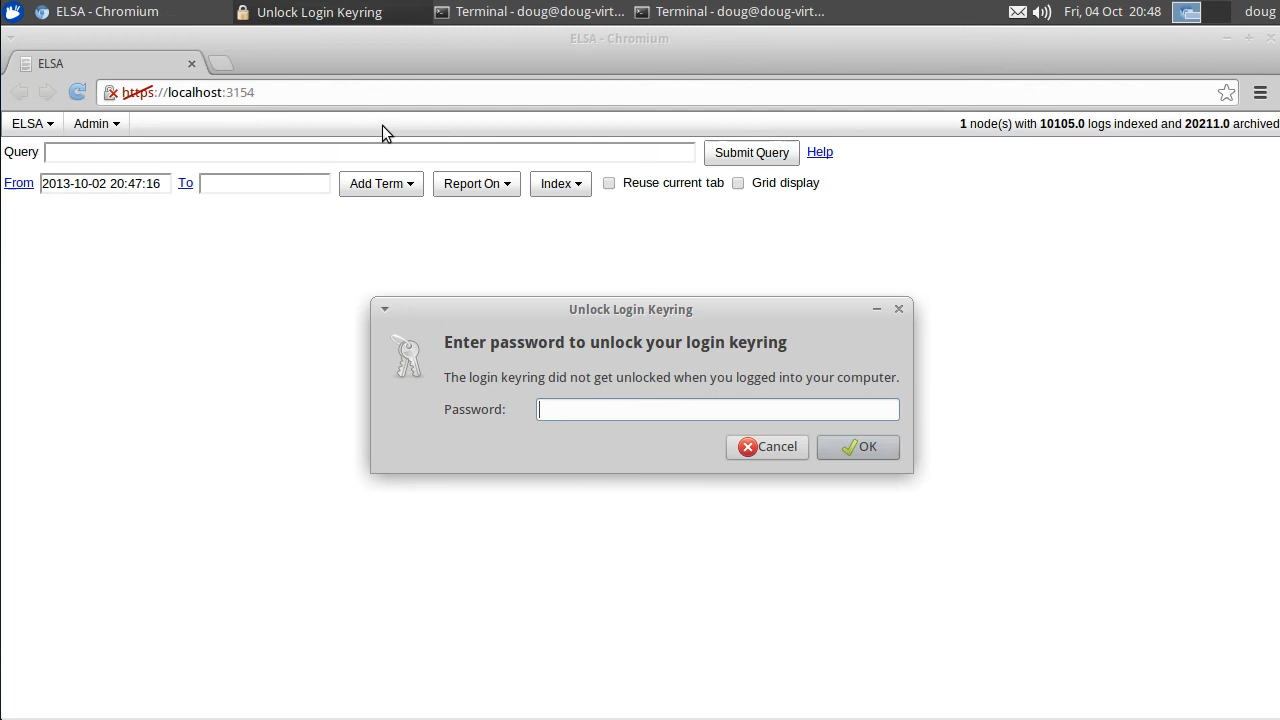 ELSA - Chromium Unlock Login Keyring Terminal - doug@doug-virt... Terminal - doug@doug-virt... Fri, 04 Oct 20:48 doug
ELSA - Chromium
ELSA
https://localhost:3154
ELSA Admin 1 node(s) with 10105.0 logs indexed and 20211.0 archived
Query Submit Query Help
From 2013-10-02 20:47:16 To Add Term Report On Index Reuse current tab Grid display
Unlock Login Keyring
Enter password to unlock your login keyring
The login keyring did not get unlocked when you logged into your computer.
Password:
Cancel OK